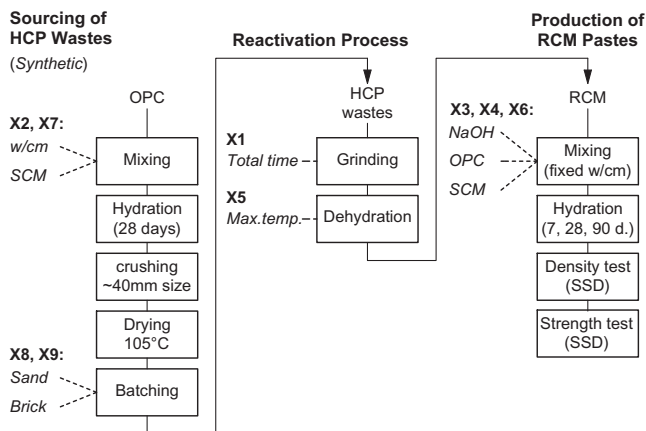 Sourcing of
HCP Wastes
(Synthetic)
OPC
X2, X7:
w/cm
SCM
Mixing
Hydration
(28 days)
crushing
~40mm size
Drying
105°C
X8, X9:
Sand
Brick
Batching
Reactivation Process
HCP
wastes
X1
Total time
Grinding
X5
Max.temp.
Dehydration
Production of
RCM Pastes
RCM
X3, X4, X6:
NaOH
OPC
SCM
Mixing
(fixed w/cm)
Hydration
(7, 28, 90 d.)
Density test
(SSD)
Strength test
(SSD)